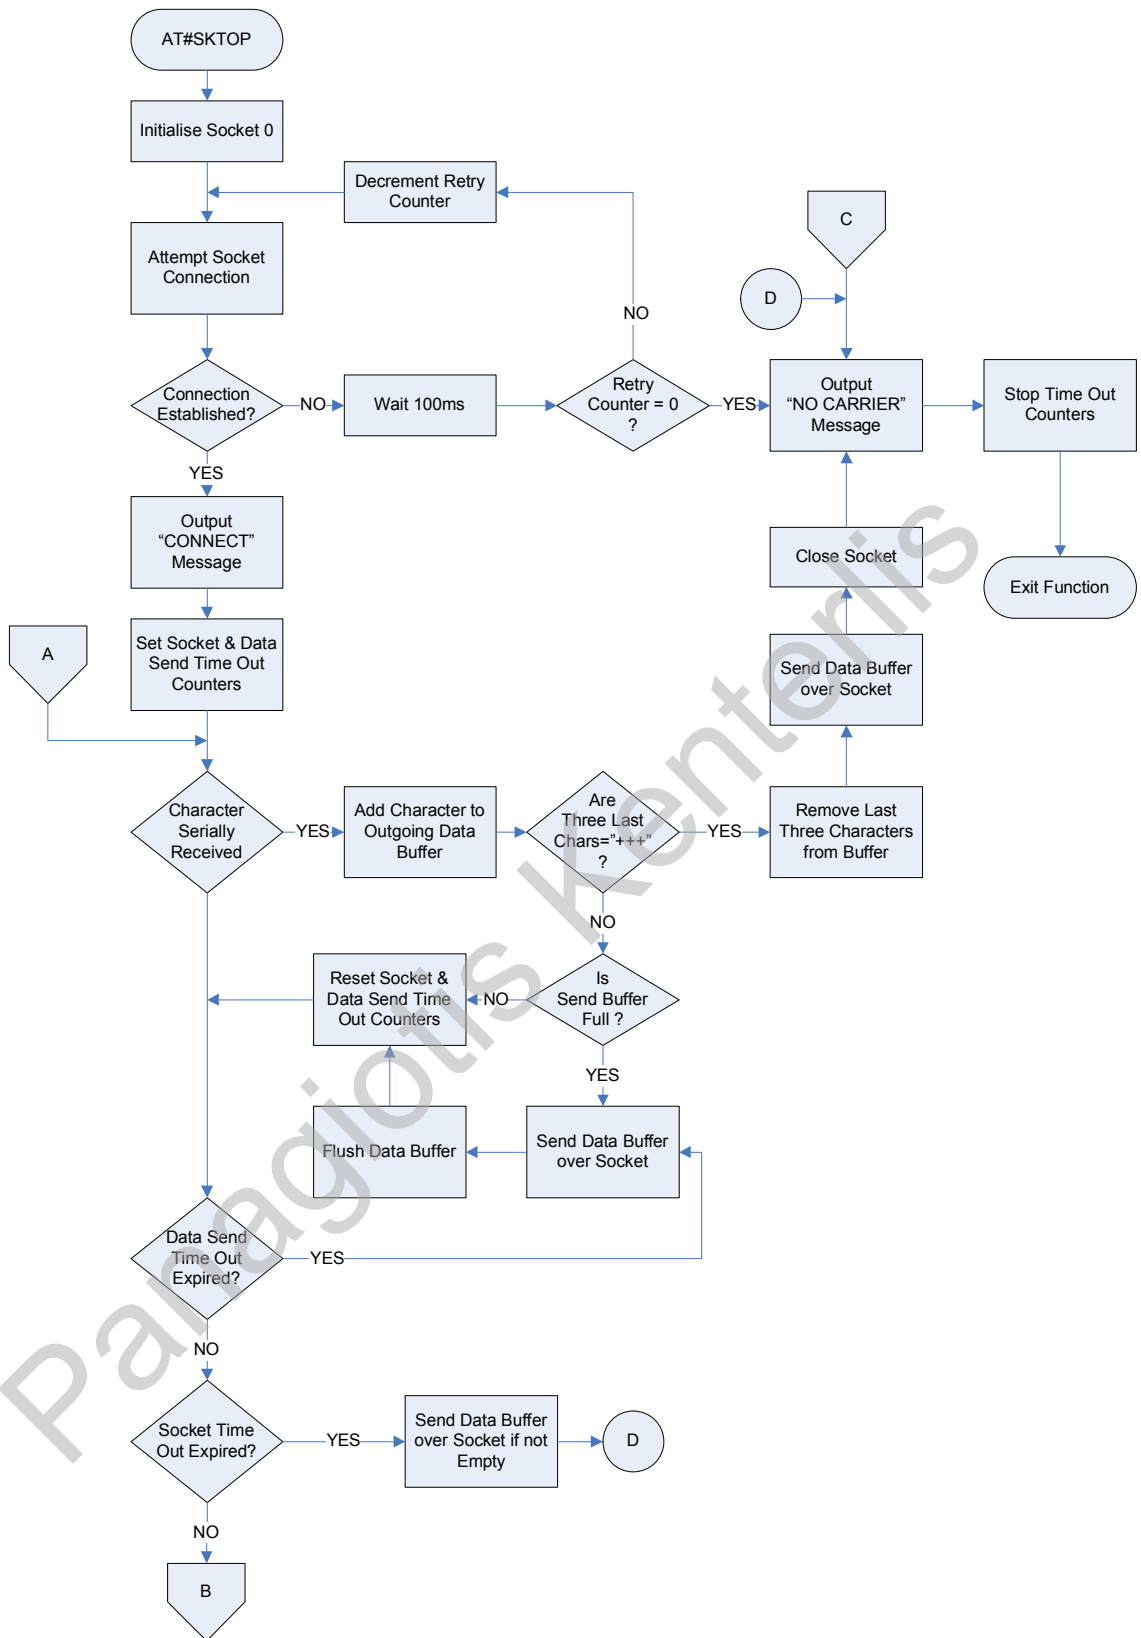 AT#SKTOP
Initialise Socket 0
Decrement Retry
Counter
C
Attempt Socket
Connection
D
NO
Connection
Established?
NO
Wait 100ms
Retry
Counter = 0
?
YES
Output
“NO CARRIER”
Message
Stop Time Out
Counters
YES
Output
“CONNECT”
Message
Close Socket
Exit Function
A
Set Socket & Data
Send Time Out
Counters
Send Data Buffer
over Socket
Character
Serially
Received
YES
Add Character to
Outgoing Data
Buffer
Are
Three Last
Chars=”+++”
?
YES
Remove Last
Three Characters
from Buffer
NO
Reset Socket &
Data Send Time
Out Counters
NO
Is
Send Buffer
Full ?
YES
Flush Data Buffer
Send Data Buffer
over Socket
Data Send
Time Out
Expired?
YES
NO
Socket Time
Out Expired?
YES
Send Data Buffer
over Socket if not
Empty
D
NO
B
Panagiotis Kenterlis